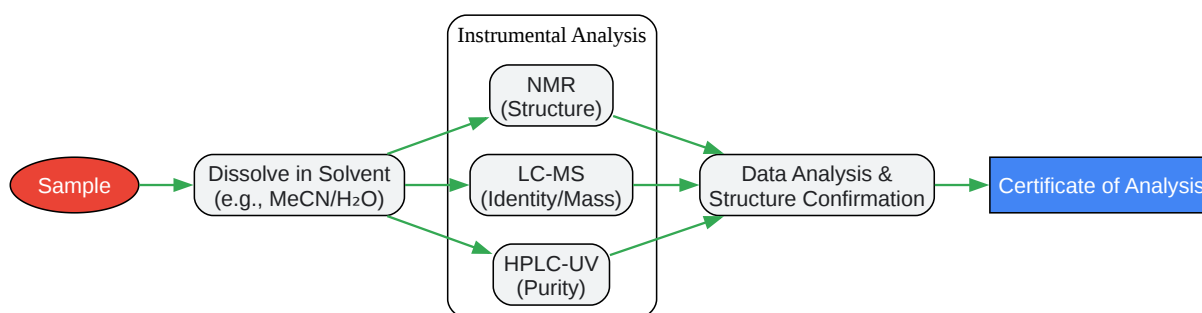 Instrumental Analysis
Sample
Dissolve in Solvent
(e.g., MeCN/H₂O)
NMR
(Structure)
LC-MS
(Identity/Mass)
HPLC-UV
(Purity)
Data Analysis &
Structure Confirmation
Certificate of Analysis